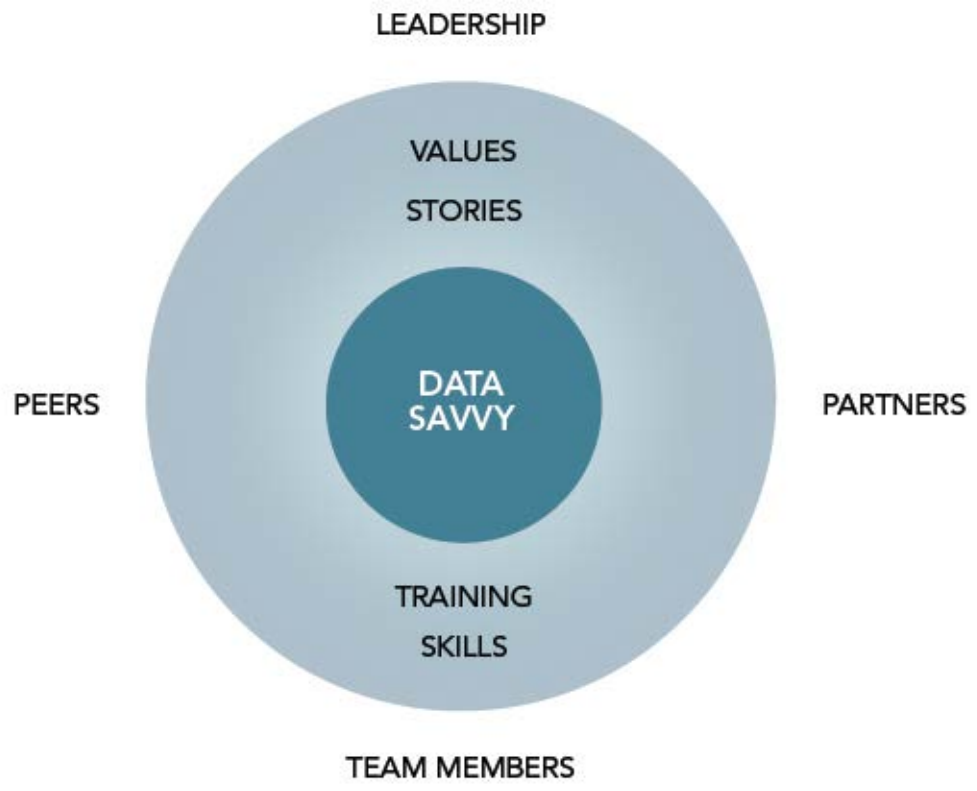 LEADERSHIP
VALUES
STORIES
DATA
SAVVY
PEERS
PARTNERS
TRAINING
SKILLS
TEAM MEMBERS